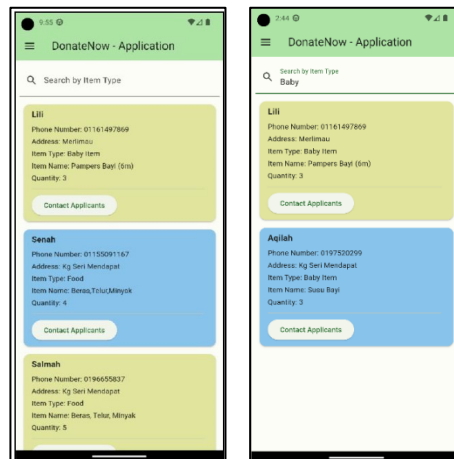 9:55
DonateNow - Application
Search by Item Type
Lili
Phone Number: 01161497869
Address: Merlimau
Item Type: Baby Item
Item Name: Pampers Bayi (6m)
Quantity: 3
Contact Applicants
Senah
Phone Number: 01155091167
Address: Kg Seri Mendapat
Item Type: Food
Item Name: Beras,Telur,Minyak
Quantity: 4
Contact Applicants
Salmah
Phone Number: 0196655837
Address: Kg Seri Mendapat
Item Type: Food
Item Name: Beras, Telur, Minyak
Quantity: 5
2:44
DonateNow - Application
Search by Item Type
Baby
Lili
Phone Number: 01161497869
Address: Merlimau
Item Type: Baby Item
Item Name: Pampers Bayi (6m)
Quantity: 3
Contact Applicants
Aqilah
Phone Number: 0197520299
Address: Kg Seri Mendapat
Item Type: Baby Item
Item Name: Susu Bayi
Quantity: 3
Contact Applicants